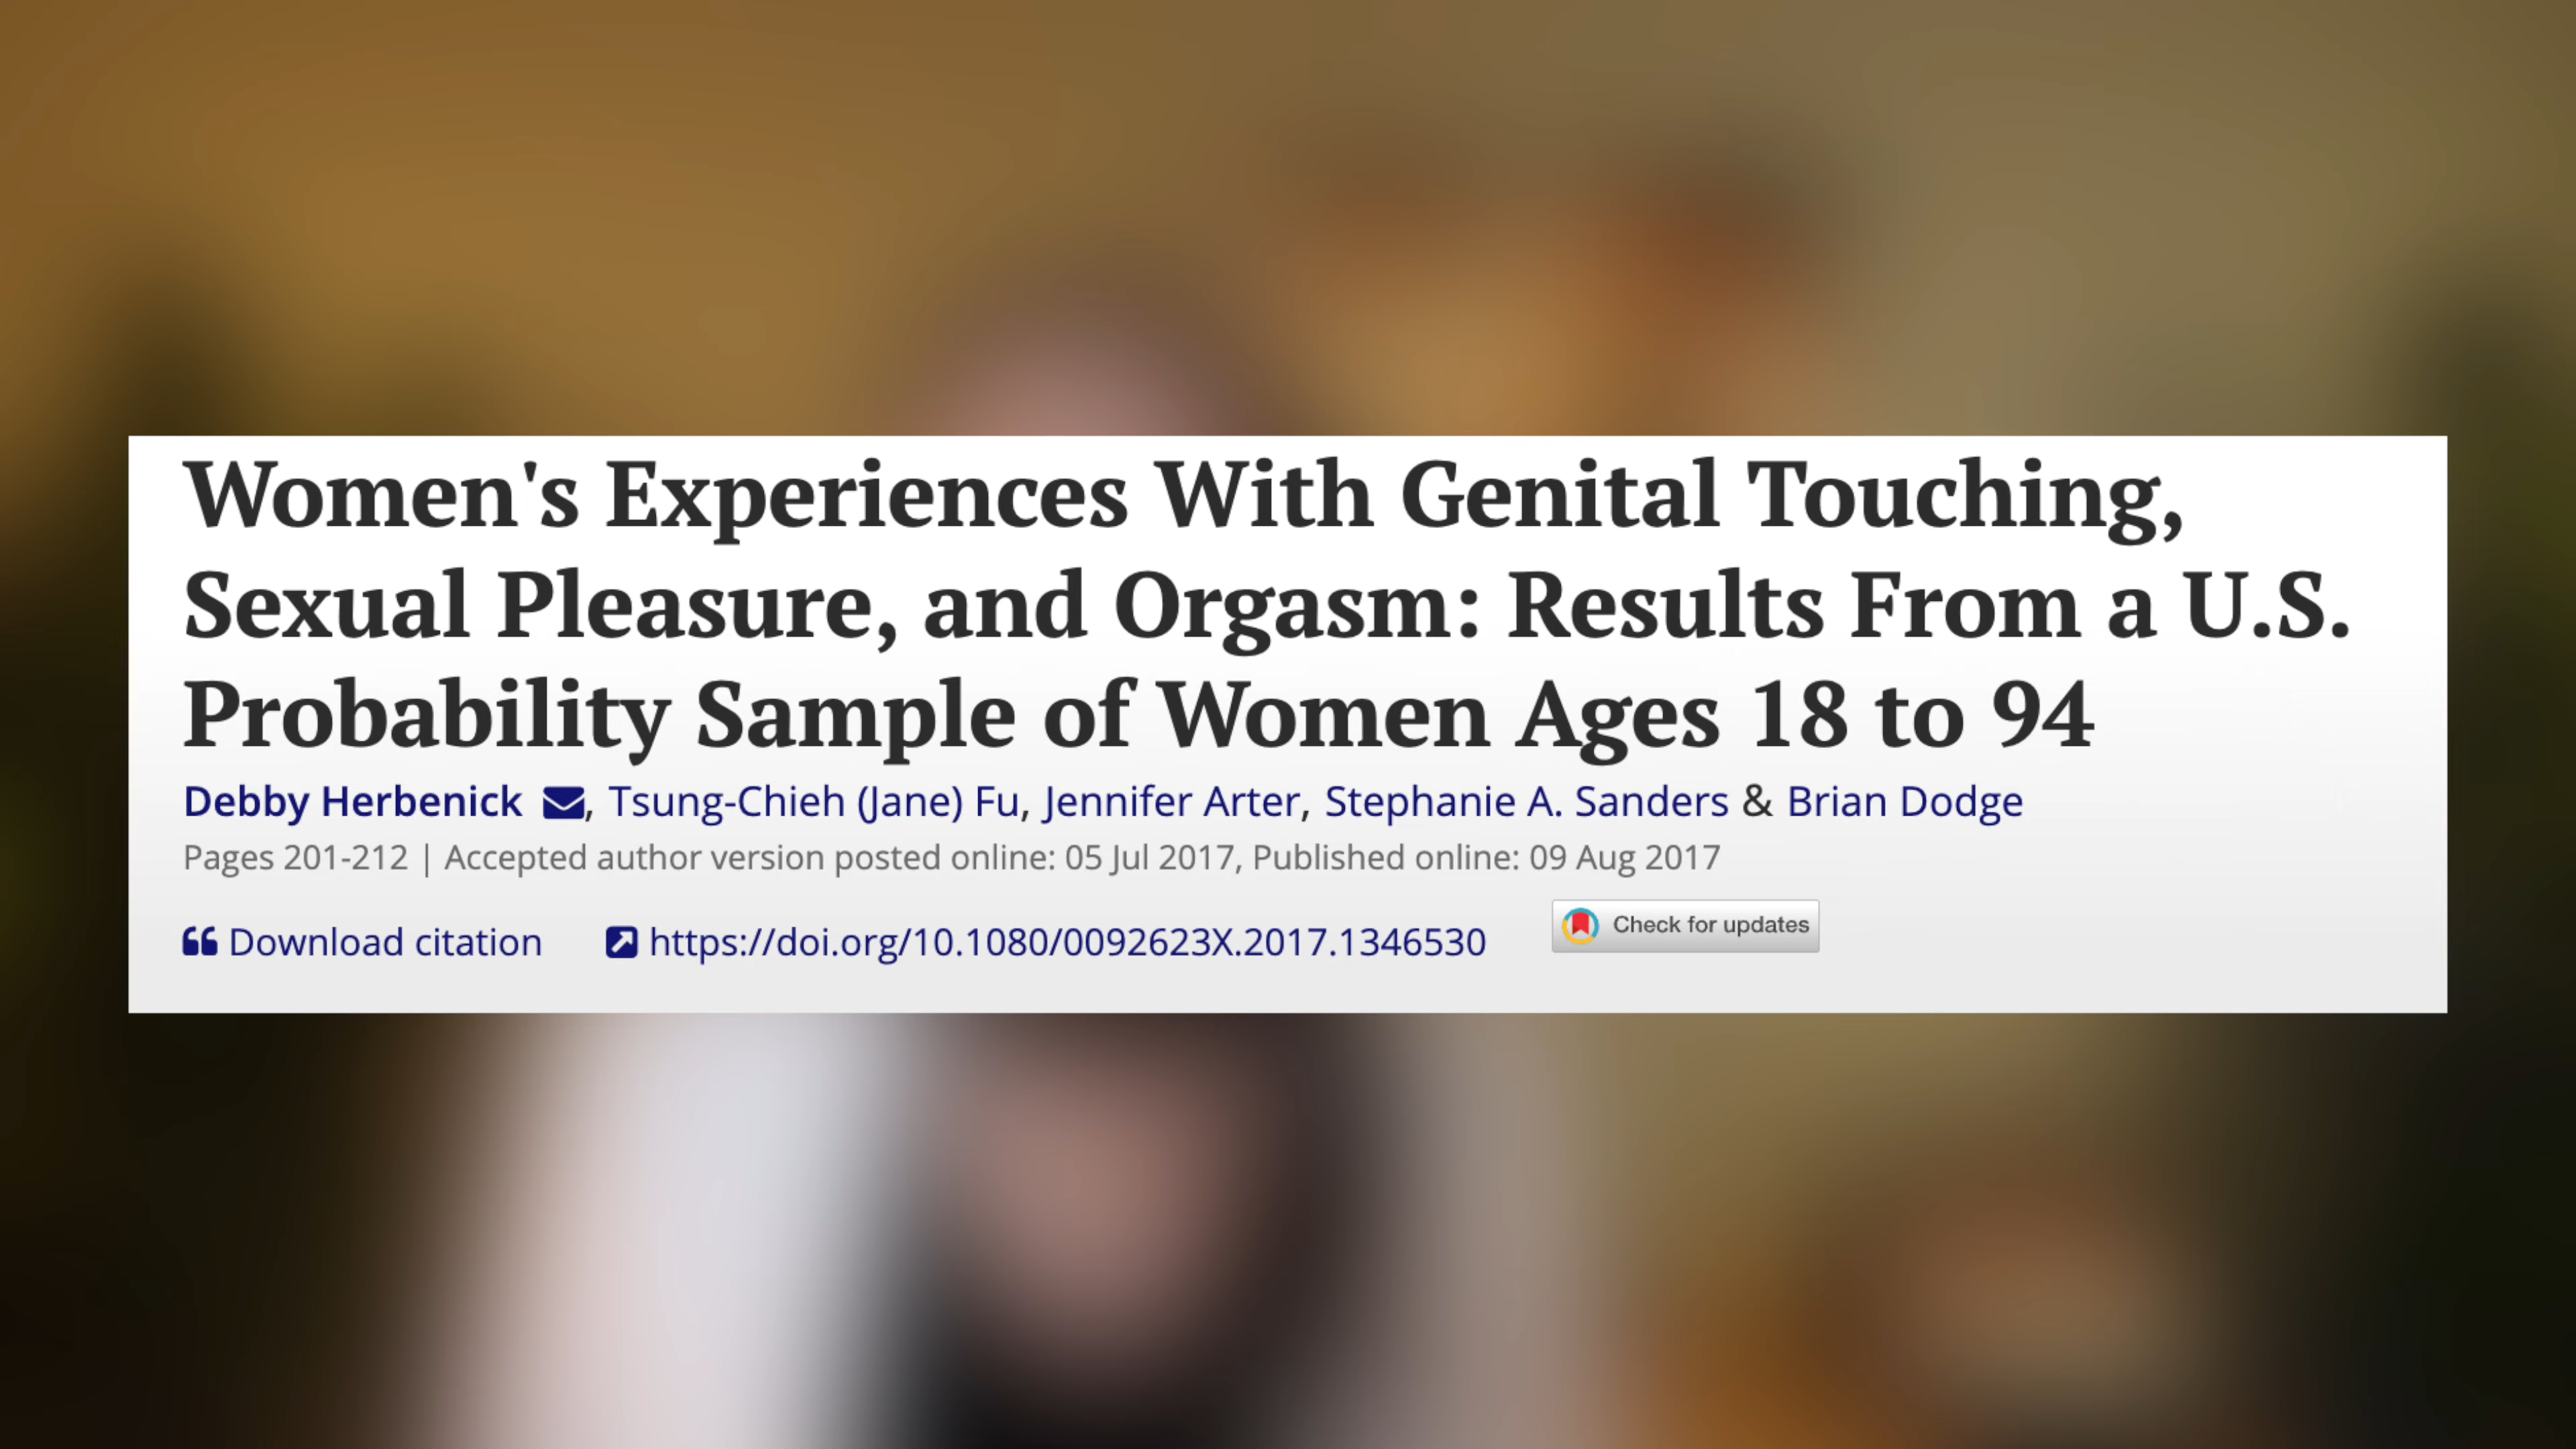 Women's Experiences With Genital Touching,
Sexual Pleasure, and Orgasm: Results From a U.S.
Probability Sample of Women Ages 18 to 94
Debby Herbenick , Tsung-Chieh (Jane) Fu, Jennifer Arter, Stephanie A. Sanders & Brian Dodge
Pages 201-212 | Accepted author version posted online: 05 Jul 2017, Published online: 09 Aug 2017
Download citation https://doi.org/10.1080/0092623X.2017.1346530 Check for updates